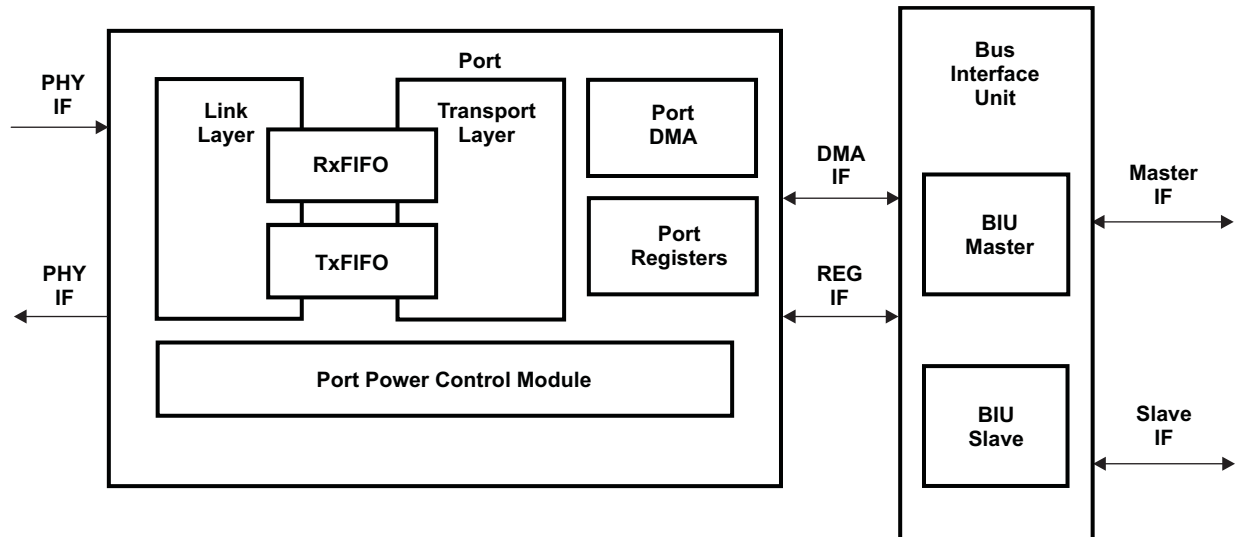 PHY
IF
PHY
IF
Port
Link
Layer
Transport
Layer
RxFIFO
TxFIFO
Port
DMA
Port
Registers
Port Power Control Module
DMA
IF
REG
IF
Bus
Interface
Unit
BIU
Master
BIU
Slave
Master
IF
Slave
IF